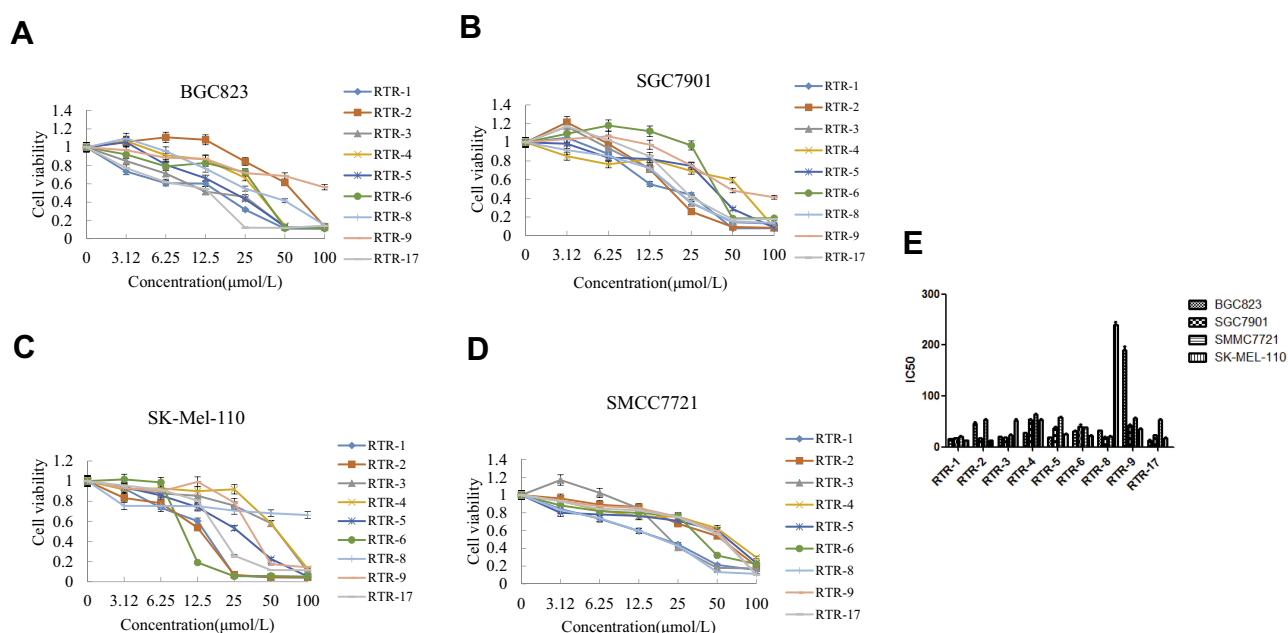 A
BGC823
Cell viability
1.4
1.2
1
0.8
0.6
0.4
0.2
0
0 3.12 6.25 12.5 25 50 100
Concentration(μmol/L)
RTR-1
RTR-2
RTR-3
RTR-4
RTR-5
RTR-6
RTR-8
RTR-9
RTR-17
B
SGC7901
Cell viability
1.4
1.2
1
0.8
0.6
0.4
0.2
0
0 3.12 6.25 12.5 25 50 100
Concentration(μmol/L)
RTR-1
RTR-2
RTR-3
RTR-4
RTR-5
RTR-6
RTR-8
RTR-9
RTR-17
C
SK-Mel-110
Cell viability
1.2
1
0.8
0.6
0.4
0.2
0
0 3.12 6.25 12.5 25 50 100
Concentration(μmol/L)
RTR-1
RTR-2
RTR-3
RTR-4
RTR-5
RTR-6
RTR-8
RTR-9
RTR-17
D
SMCC7721
Cell viability
1.4
1.2
1.0
0.8
0.6
0.4
0.2
0
0 3.12 6.25 12.5 25 50 100
Concentration(μmol/L)
RTR-1
RTR-2
RTR-3
RTR-4
RTR-5
RTR-6
RTR-8
RTR-9
RTR-17
E
IC50
300
200
100
0
RTR-1 RTR-2 RTR-3 RTR-4 RTR-5 RTR-6 RTR-8 RTR-9 RTR-17
BGC823
SGC7901
SMMC7721
SK-MEL-110